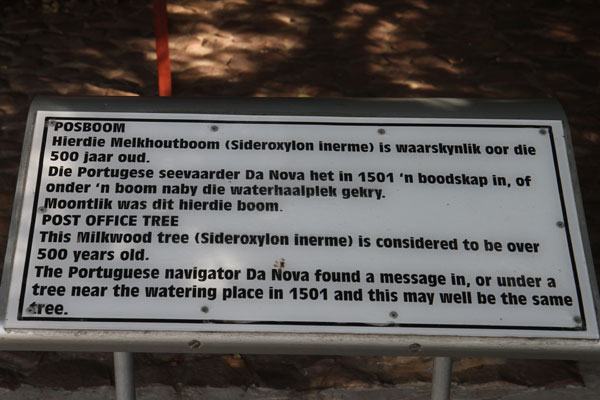 POSBOOM
Hierdie Melkhoutboom (Sideroxylon inerme) is waarskynlik oor die
500 jaar oud.
Die Portugese seevaarder Da Nova het in 1501 'n boodskap in, of
onder 'n boom naby die waterhaalplek gekry.
Moontlik was dit hierdie boom.
POST OFFICE TREE
This Milkwood tree (Sideroxylon inerme) is considered to be over
500 years old.
The Portuguese navigator Da Nova found a message in, or under a
tree near the watering place in 1501 and this may well be the same
tree.